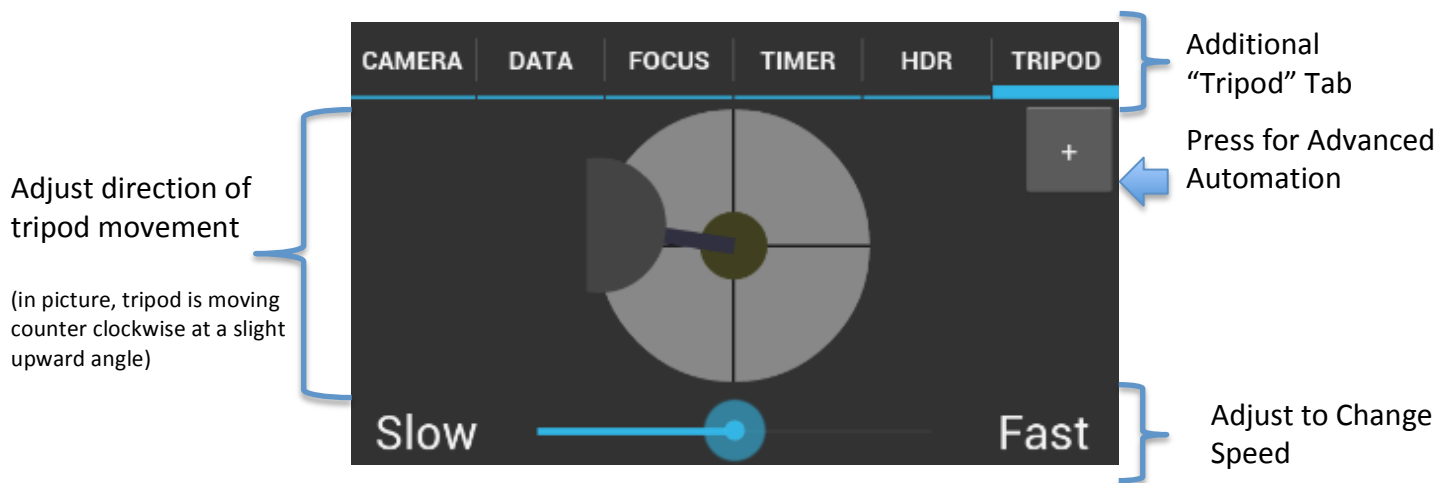 CAMERA DATA FOCUS TIMER HDR TRIPOD
Additional
“Tripod” Tab
+
Press for Advanced
Automation
Adjust direction of
tripod movement
(in picture, tripod is moving
counter clockwise at a slight
upward angle)
Slow
Fast
Adjust to Change
Speed